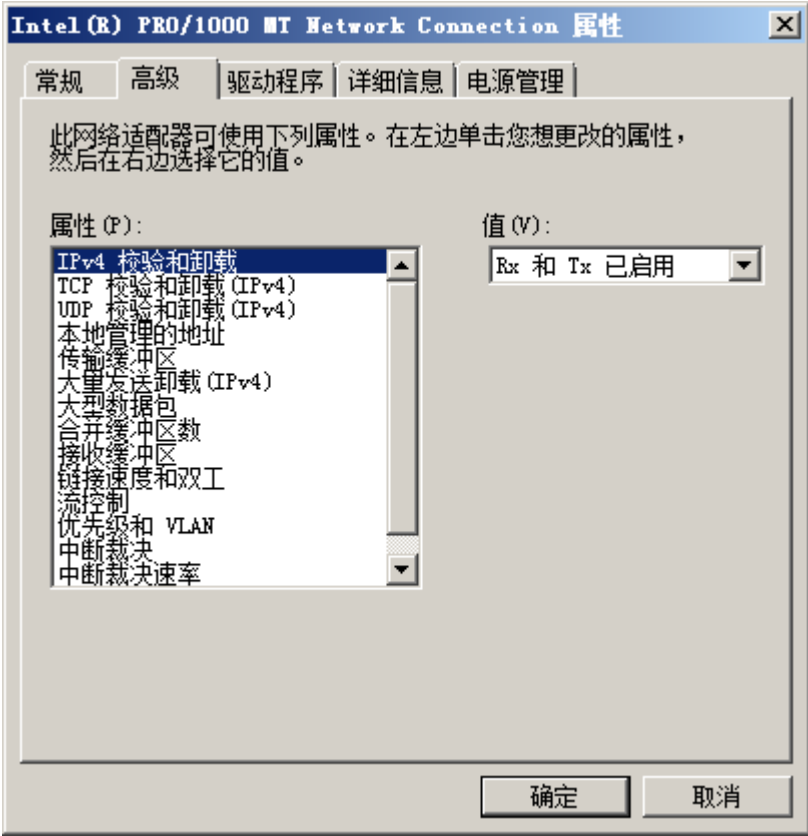 Intel(R) PRO/1000 MT Network Connection 属性
常规 高级 驱动程序 详细信息 电源管理
此网络适配器可使用下列属性。在左边单击您想更改的属性，
然后在右边选择它的值。
属性(P): 值(V):
IPv4 校验和卸载 Rx 和 Tx 已启用
TCP 校验和卸载(IPv4)
UDP 校验和卸载(IPv4)
本地管理的地址
传输缓冲区
大量发送卸载(IPv4)
大型数据包
合并缓冲区数
接收缓冲区
链接速度和双工
流控制
优先级和 VLAN
中断裁决
中断裁决速率
确定 取消